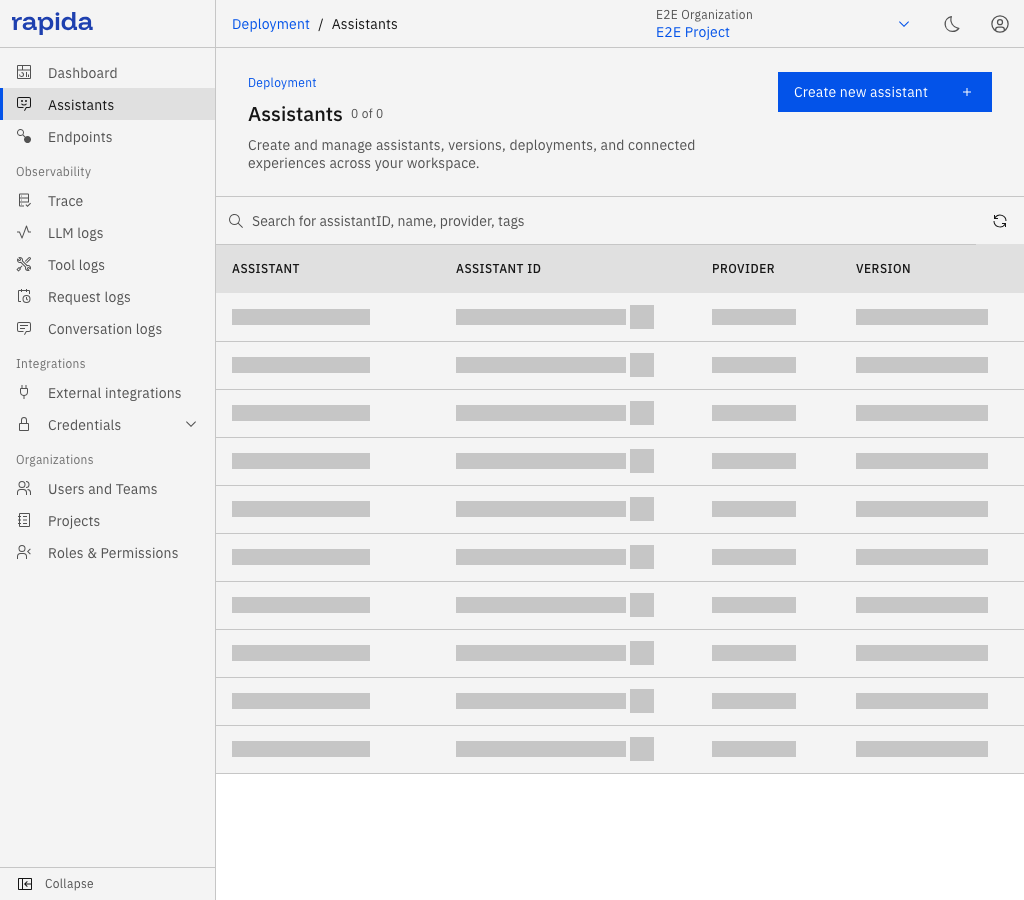 rapida
Deployment / Assistants
E2E Organization
E2E Project
Dashboard
Assistants
Endpoints
Observability
Trace
LLM logs
Tool logs
Request logs
Conversation logs
Integrations
External integrations
Credentials
Organizations
Users and Teams
Projects
Roles & Permissions
Collapse
Deployment
Assistants 0 of 0
Create and manage assistants, versions, deployments, and connected
experiences across your workspace.
Create new assistant
Search for assistantID, name, provider, tags
ASSISTANT ASSISTANT ID PROVIDER VERSION